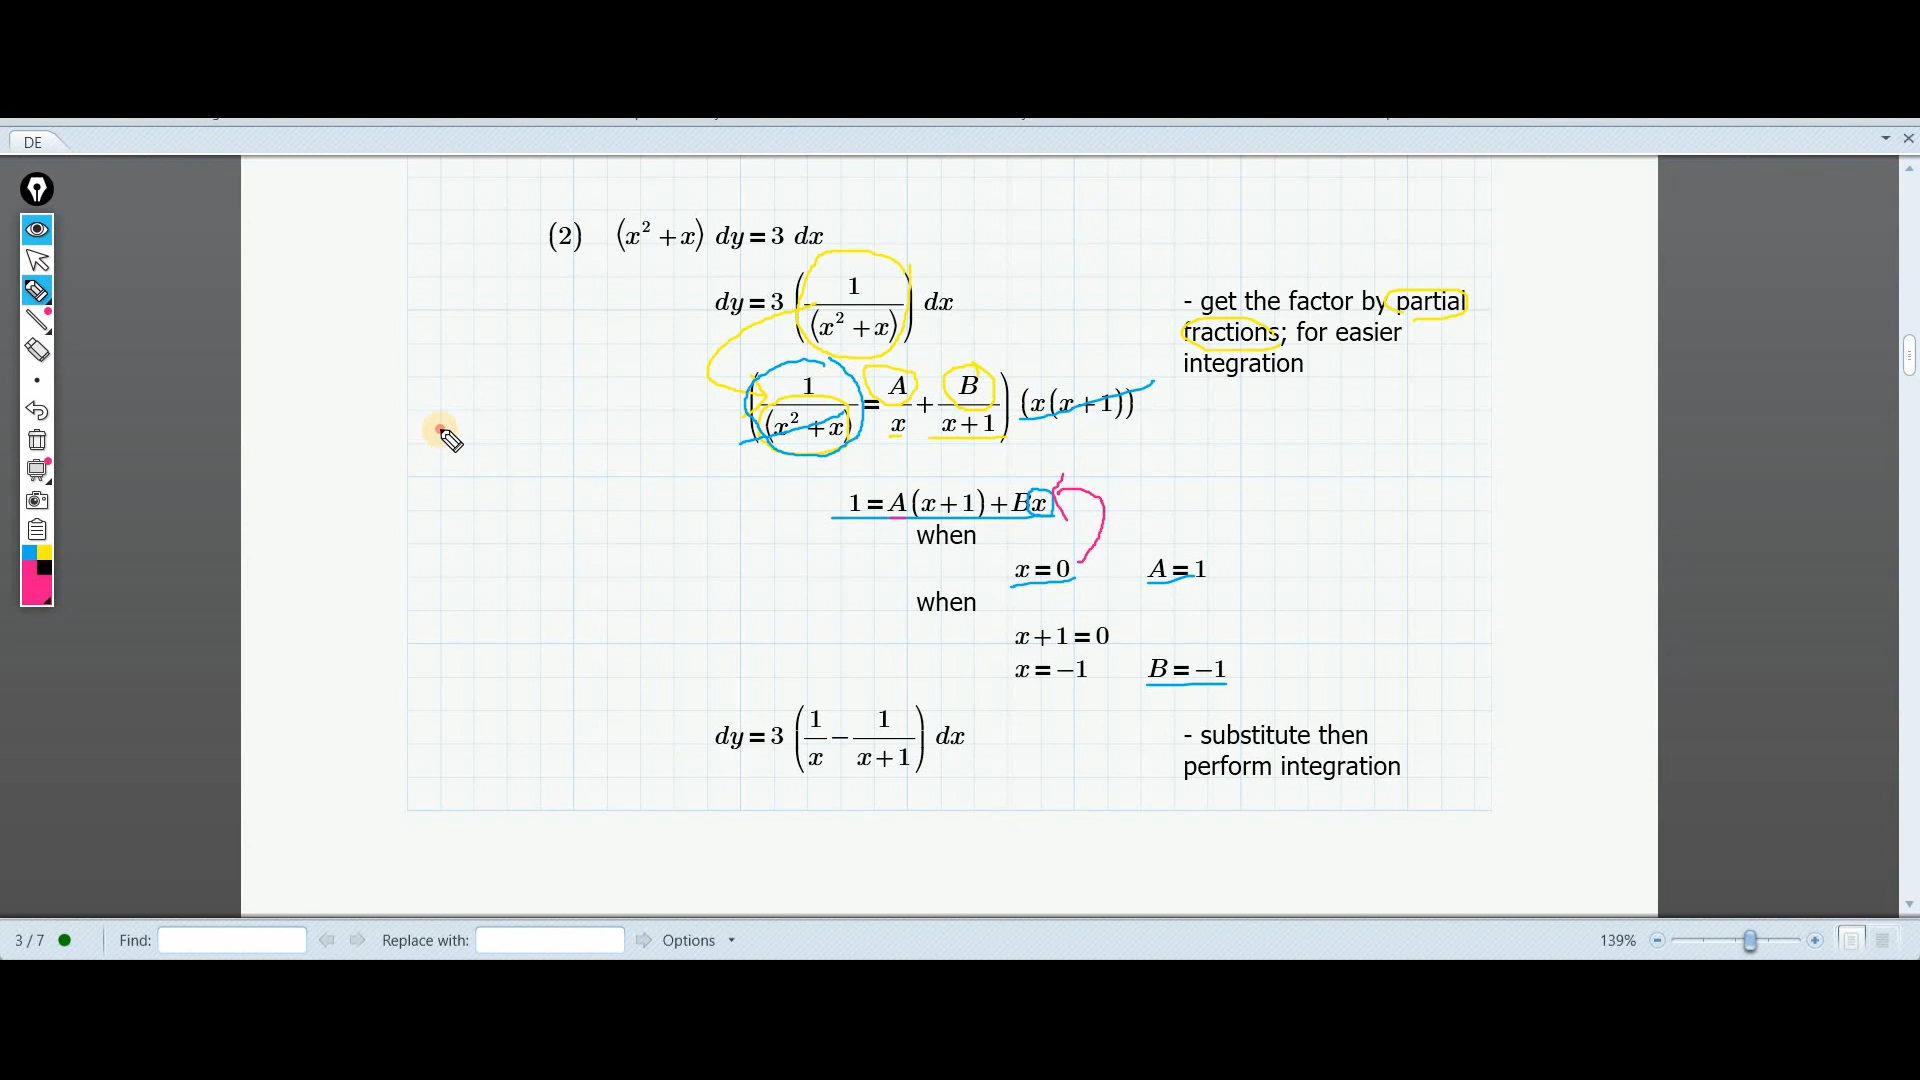 DE
(2) (x² + x) dy = 3 dx
dy = 3 (1/(x² + x)) dx
- get the factor by partial
fractions; for easier
integration
(1/(x² + x) = A/x + B/(x + 1)) (x(x + 1))
1 = A(x + 1) + Bx
when
x = 0 A = 1
when
x + 1 = 0
x = −1 B = −1
dy = 3 (1/x − 1/(x + 1)) dx
- substitute then
perform integration
3 / 7 Find: Replace with: Options 139%